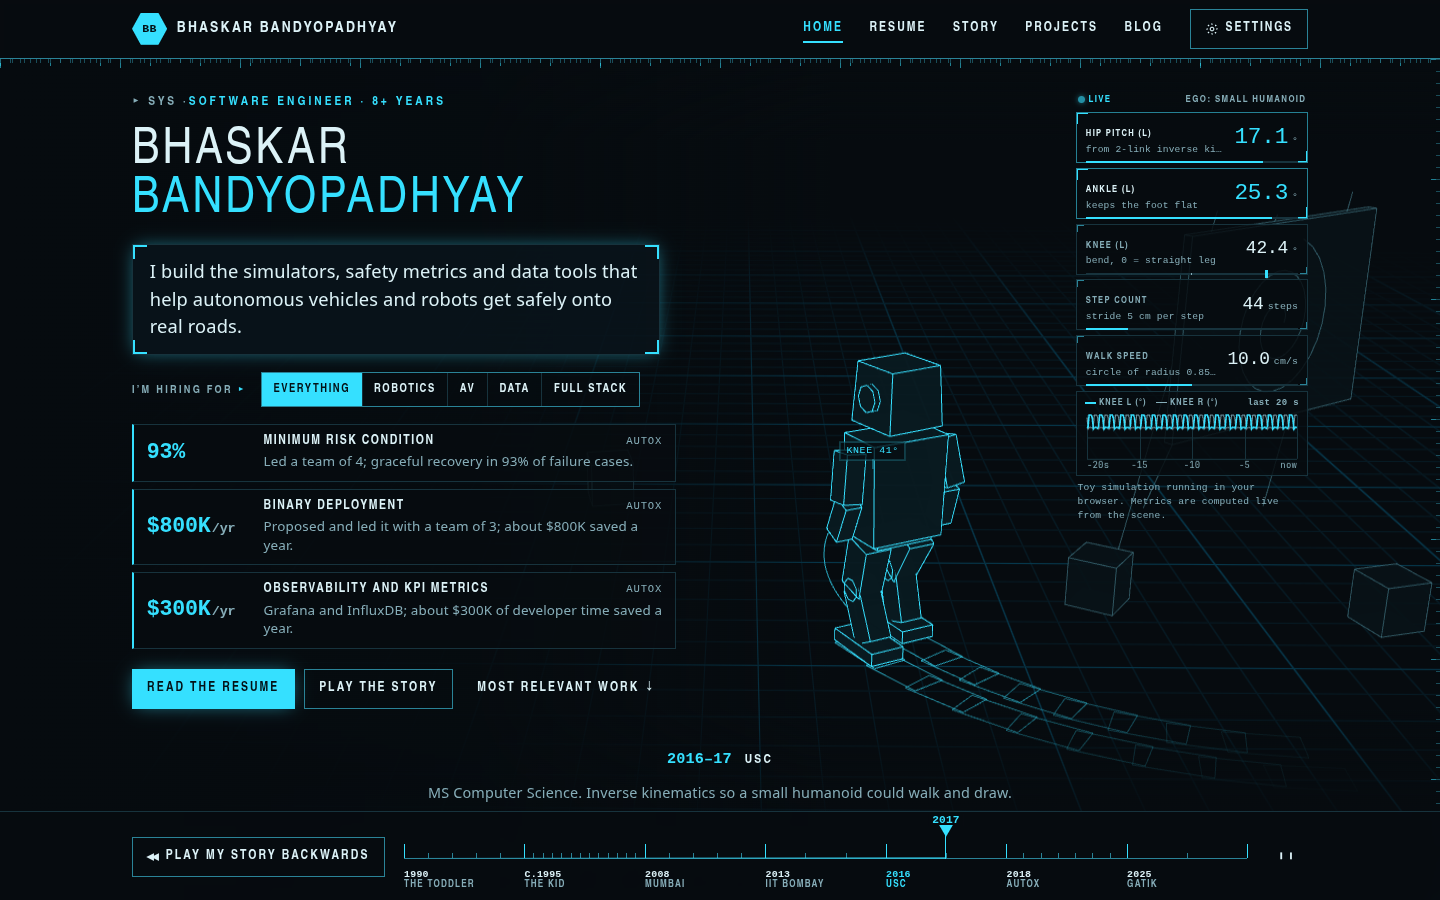 BB BHASKAR BANDYOPADHYAY
HOME RESUME STORY PROJECTS BLOG SETTINGS
SYS · SOFTWARE ENGINEER · 8+ YEARS
BHASKAR
BANDYOPADHYAY
I build the simulators, safety metrics and data tools that
help autonomous vehicles and robots get safely onto
real roads.
I'M HIRING FOR ▸ EVERYTHING ROBOTICS AV DATA FULL STACK
93% MINIMUM RISK CONDITION AUTOX
Led a team of 4; graceful recovery in 93% of failure cases.
$800K/yr BINARY DEPLOYMENT AUTOX
Proposed and led it with a team of 3; about $800K saved a
year.
$300K/yr OBSERVABILITY AND KPI METRICS AUTOX
Grafana and InfluxDB; about $300K of developer time saved a
year.
READ THE RESUME PLAY THE STORY MOST RELEVANT WORK ↓
LIVE EGO: SMALL HUMANOID
HIP PITCH (L) 17.1 °
from 2-link inverse ki…
ANKLE (L) 25.3 °
keeps the foot flat
KNEE (L) 42.4 °
bend, 0 = straight leg
STEP COUNT 44 steps
stride 5 cm per step
WALK SPEED 10.0 cm/s
circle of radius 0.85…
KNEE L (°) KNEE R (°) last 20 s
-20s -15 -10 -5 now
Toy simulation running in your
browser. Metrics are computed live
from the scene.
KNEE 41°
2016–17 USC
MS Computer Science. Inverse kinematics so a small humanoid could walk and draw.
PLAY MY STORY BACKWARDS
2017
1990 C.1995 2008 2013 2016 2018 2025
THE TODDLER THE KID MUMBAI IIT BOMBAY USC AUTOX GATIK